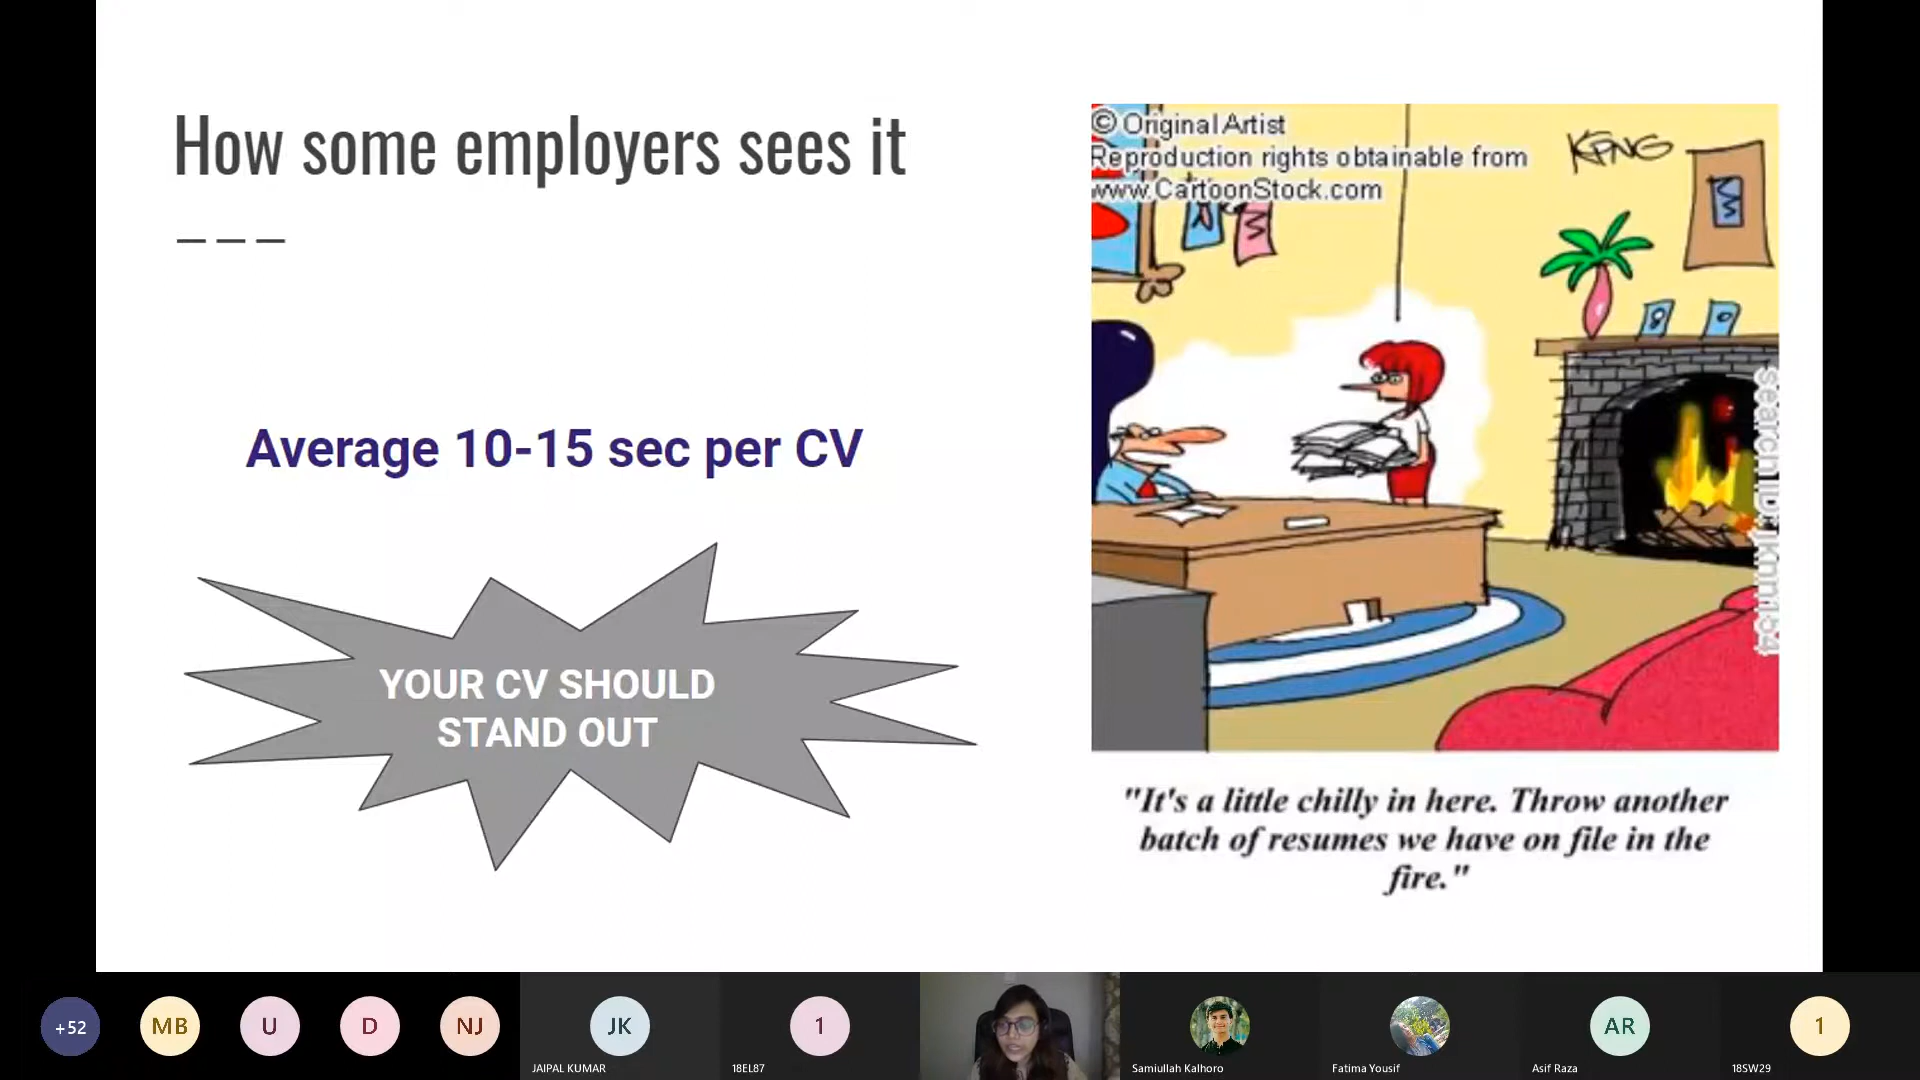 How some employers sees it
Average 10-15 sec per CV
YOUR CV SHOULD
STAND OUT
© Original Artist
Reproduction rights obtainable from
www.CartoonStock.com
"It's a little chilly in here. Throw another
batch of resumes we have on file in the
fire."
+52
MB
U
D
NJ
JK
JAIPAL KUMAR
1
18EL87
Samiullah Kalhoro
Fatima Yousif
AR
Asif Raza
1
18SW29